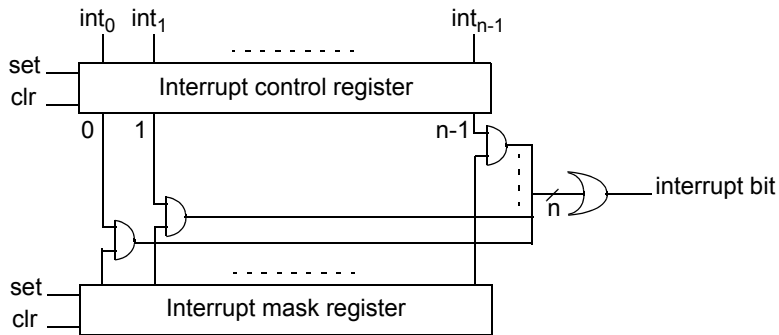 int0 int1 int n-1
set
Interrupt control register
clr
0 1 n-1
interrupt bit
n
set
Interrupt mask register
clr